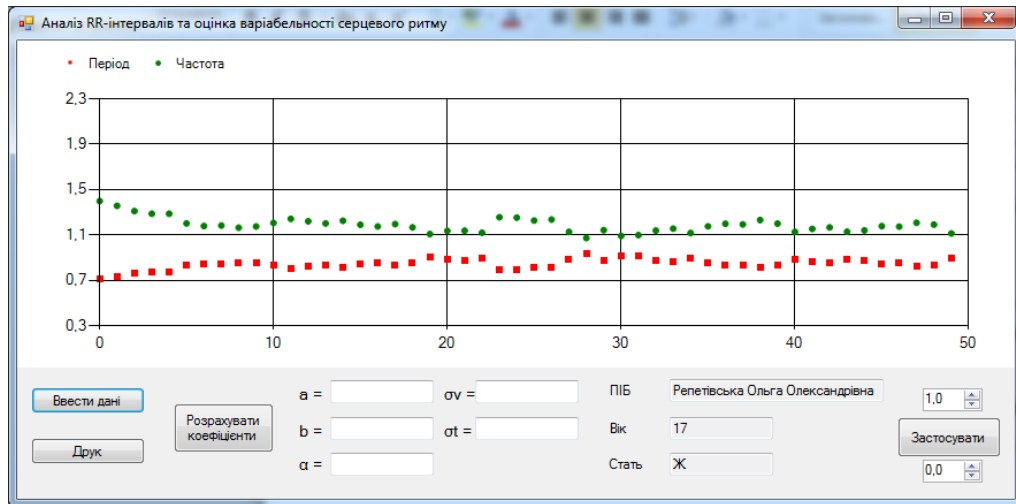 Аналіз RR-інтервалів та оцінка варіабельності серцевого ритму
Період Частота
2,3
1,9
1,5
1,1
0,7
0,3
0 10 20 30 40 50
Ввести дані
Друк
Розрахувати
коефіцієнти
a = σv =
b = σt =
α =
ПІБ Репетівська Ольга Олександрівна
Вік 17
Стать Ж
1,0
Застосувати
0,0